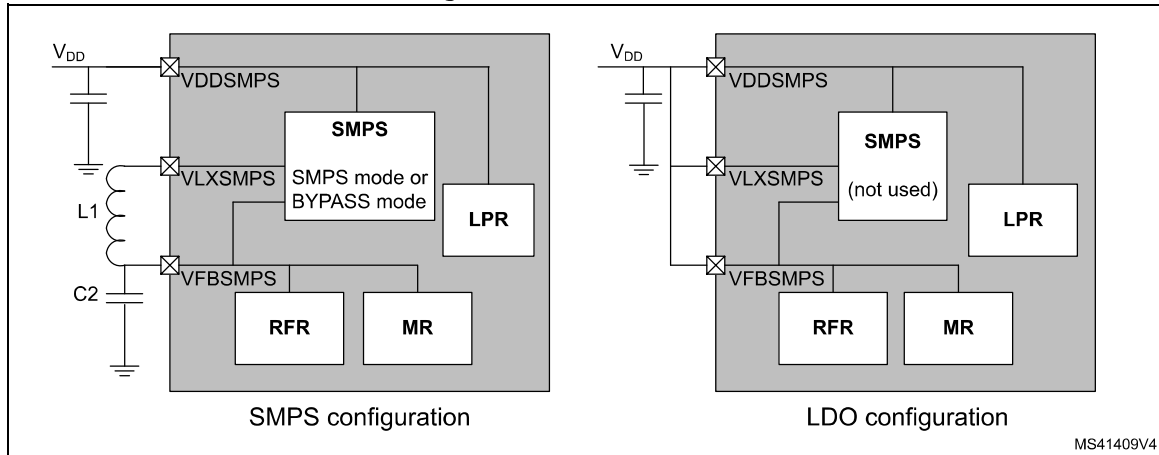 VDD
VDDSMPS
SMPS
SMPS mode or
BYPASS mode
VLXSMPS
L1
LPR
VFBSMPS
C2
RFR
MR
SMPS configuration
VDD
VDDSMPS
SMPS
(not used)
VLXSMPS
LPR
VFBSMPS
RFR
MR
LDO configuration
MS41409V4